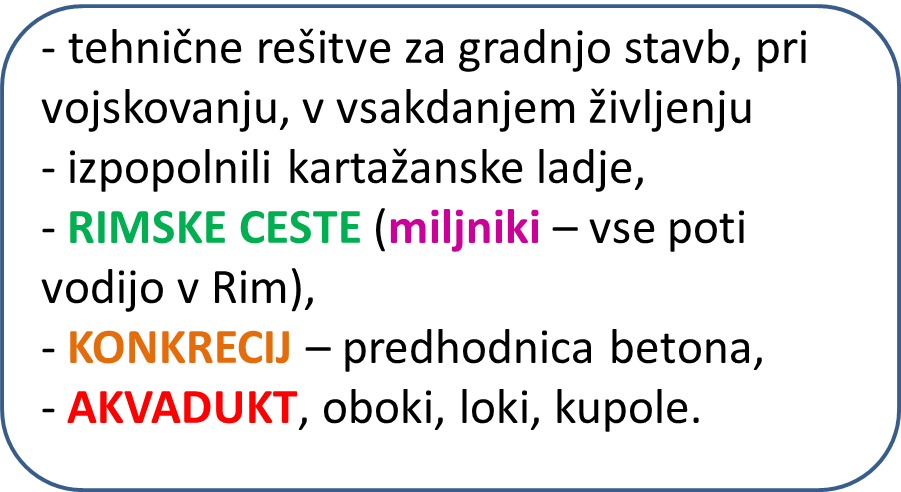 - tehnične rešitve za gradnjo stavb, pri
vojskovanju, v vsakdanjem življenju
- izpopolnili kartažanske ladje,
- RIMSKE CESTE (miljniki – vse poti
vodijo v Rim),
- KONKRECIJ – predhodnica betona,
- AKVADUKT, oboki, loki, kupole.